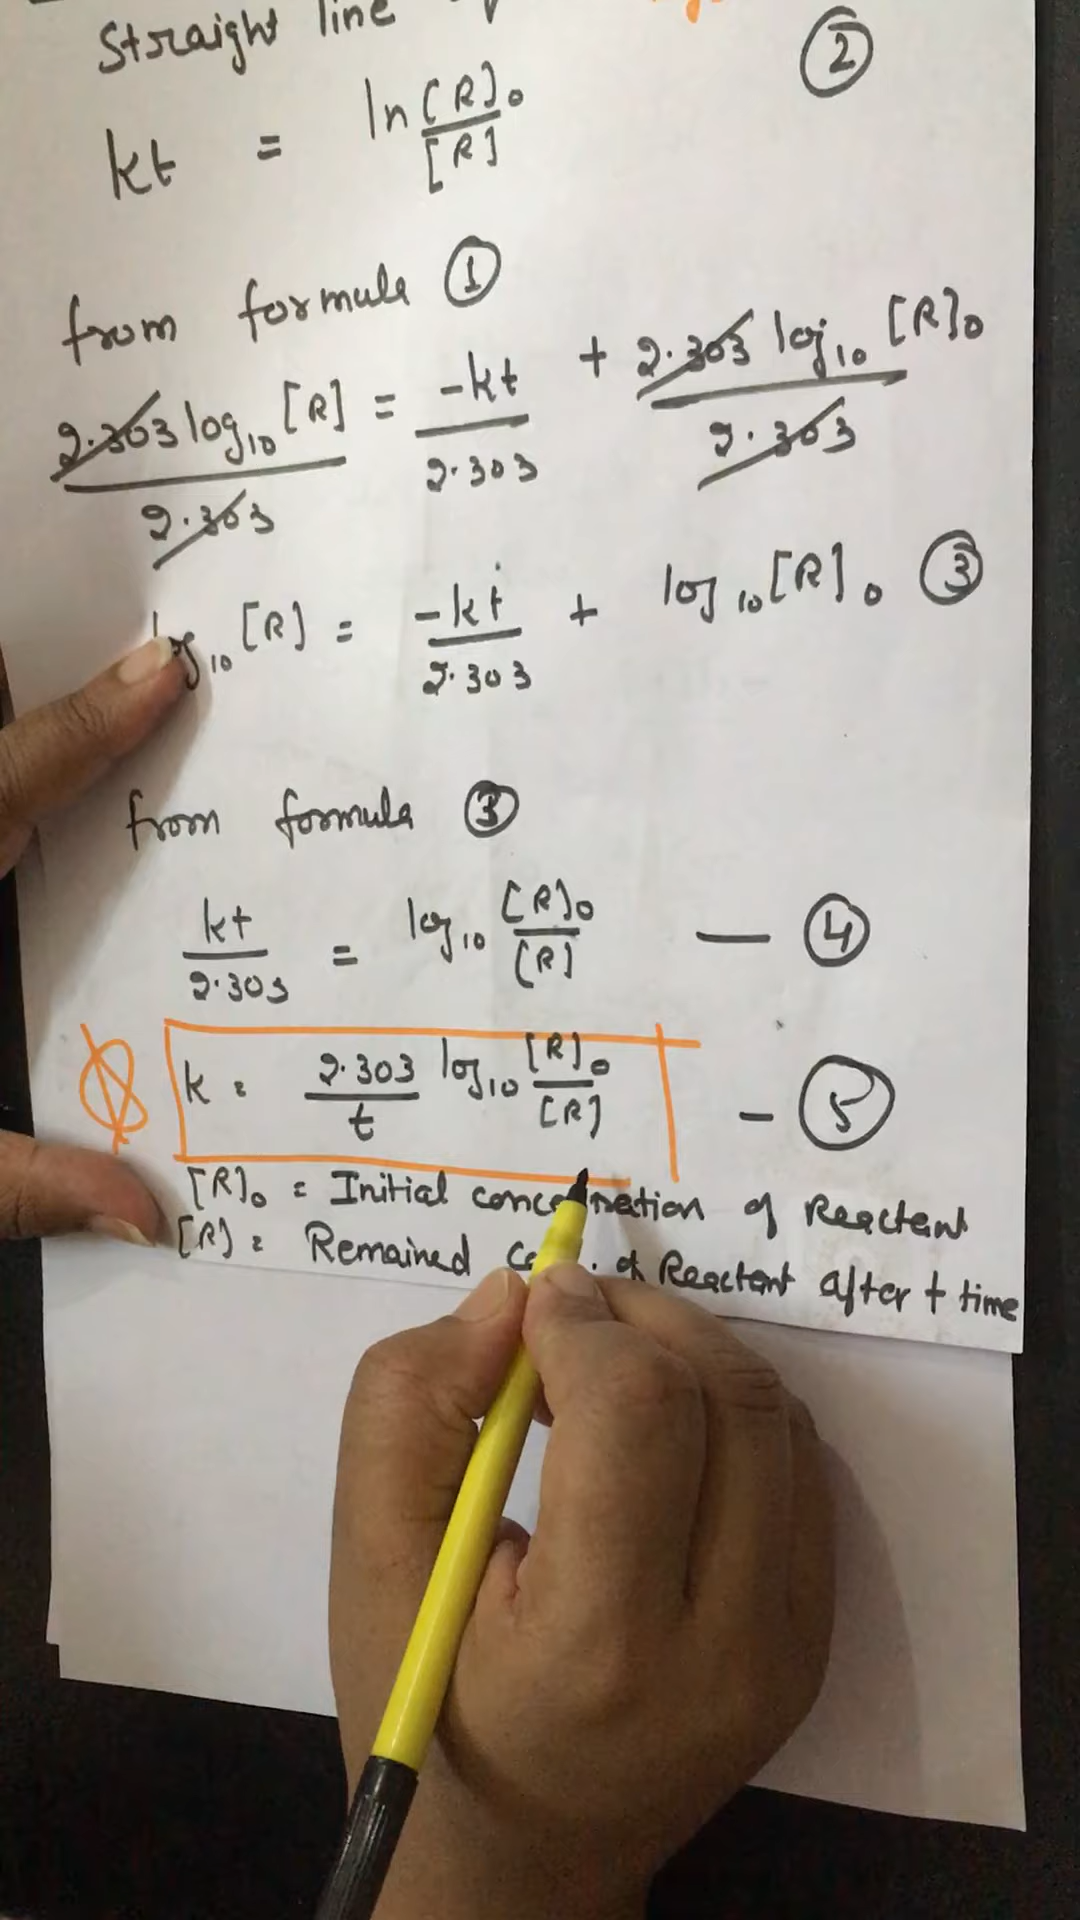 Straight line
②
kt = ln [R]₀ / [R]
from formula ①
2.303 log₁₀ [R] / 2.303 = -kt / 2.303 + 2.303 log₁₀ [R]₀ / 2.303
log₁₀ [R] = -kt / 2.303 + log₁₀ [R]₀ ③
from formula ③
kt / 2.303 = log₁₀ [R]₀ / [R] — ④
k = 2.303 / t log₁₀ [R]₀ / [R] - ⑤
[R]₀ = Initial of Reactant
[R] = Remained of Reactant after t time